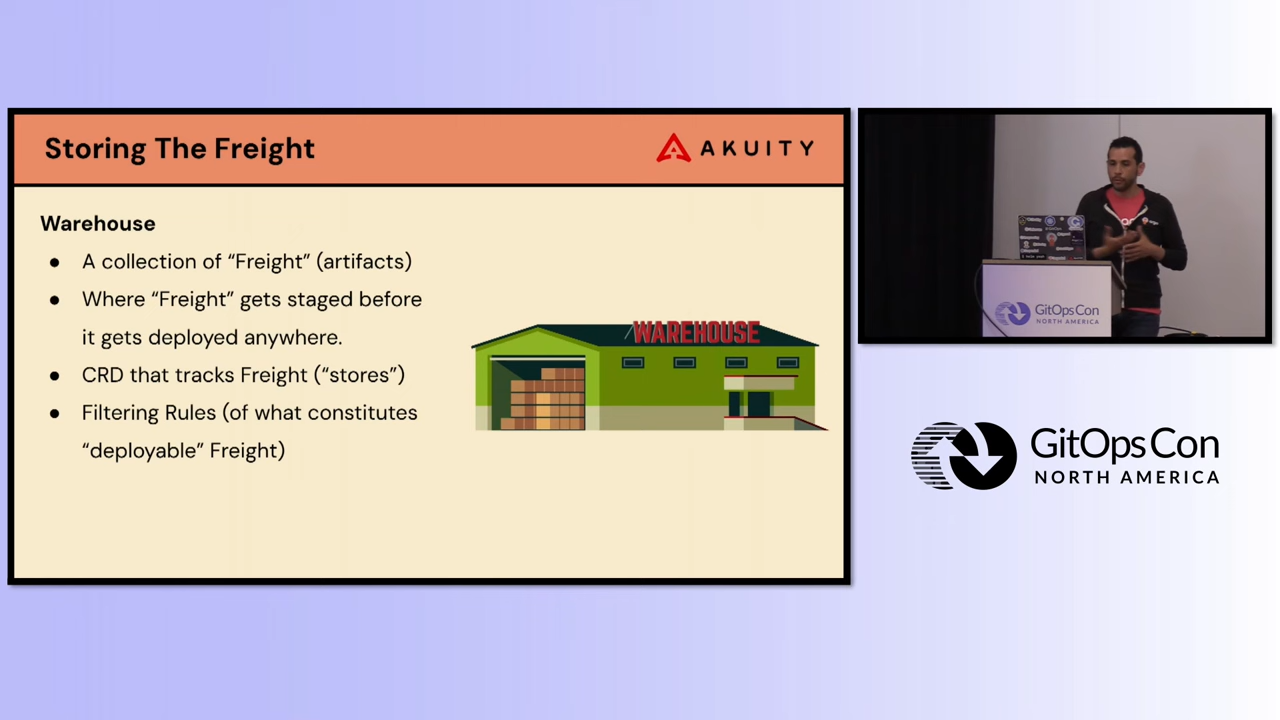 Storing The Freight
AKUITY
Warehouse
● A collection of “Freight” (artifacts)
● Where “Freight” gets staged before
it gets deployed anywhere.
● CRD that tracks Freight (“stores”)
● Filtering Rules (of what constitutes
“deployable” Freight)
WAREHOUSE
GitOpsCon
NORTH AMERICA
GitOpsCon
NORTH AMERICA